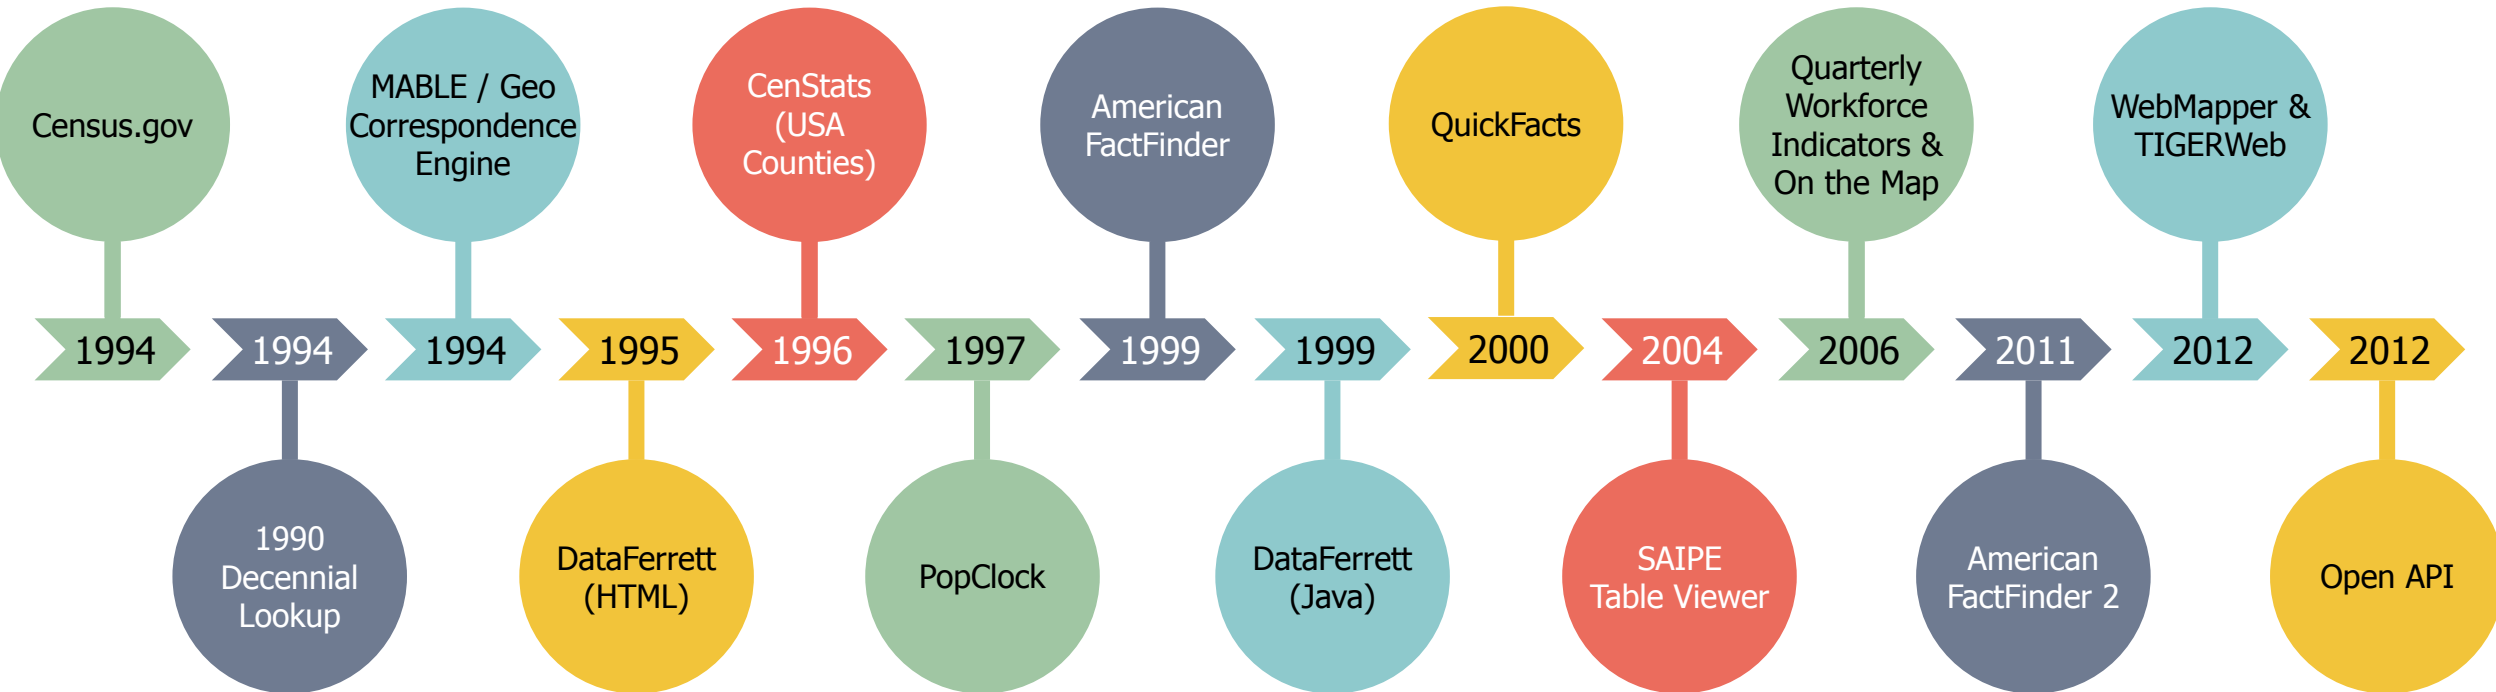 Census.gov
MABLE / Geo
Correspondence
Engine
CenStats
(USA
Counties)
American
FactFinder
QuickFacts
Quarterly
Workforce
Indicators &
On the Map
WebMapper &
TIGERWeb
1994
1994
1994
1995
1996
1997
1999
1999
2000
2004
2006
2011
2012
2012
1990
Decennial
Lookup
DataFerrett
(HTML)
PopClock
DataFerrett
(Java)
SAIPE
Table Viewer
American
FactFinder 2
Open API